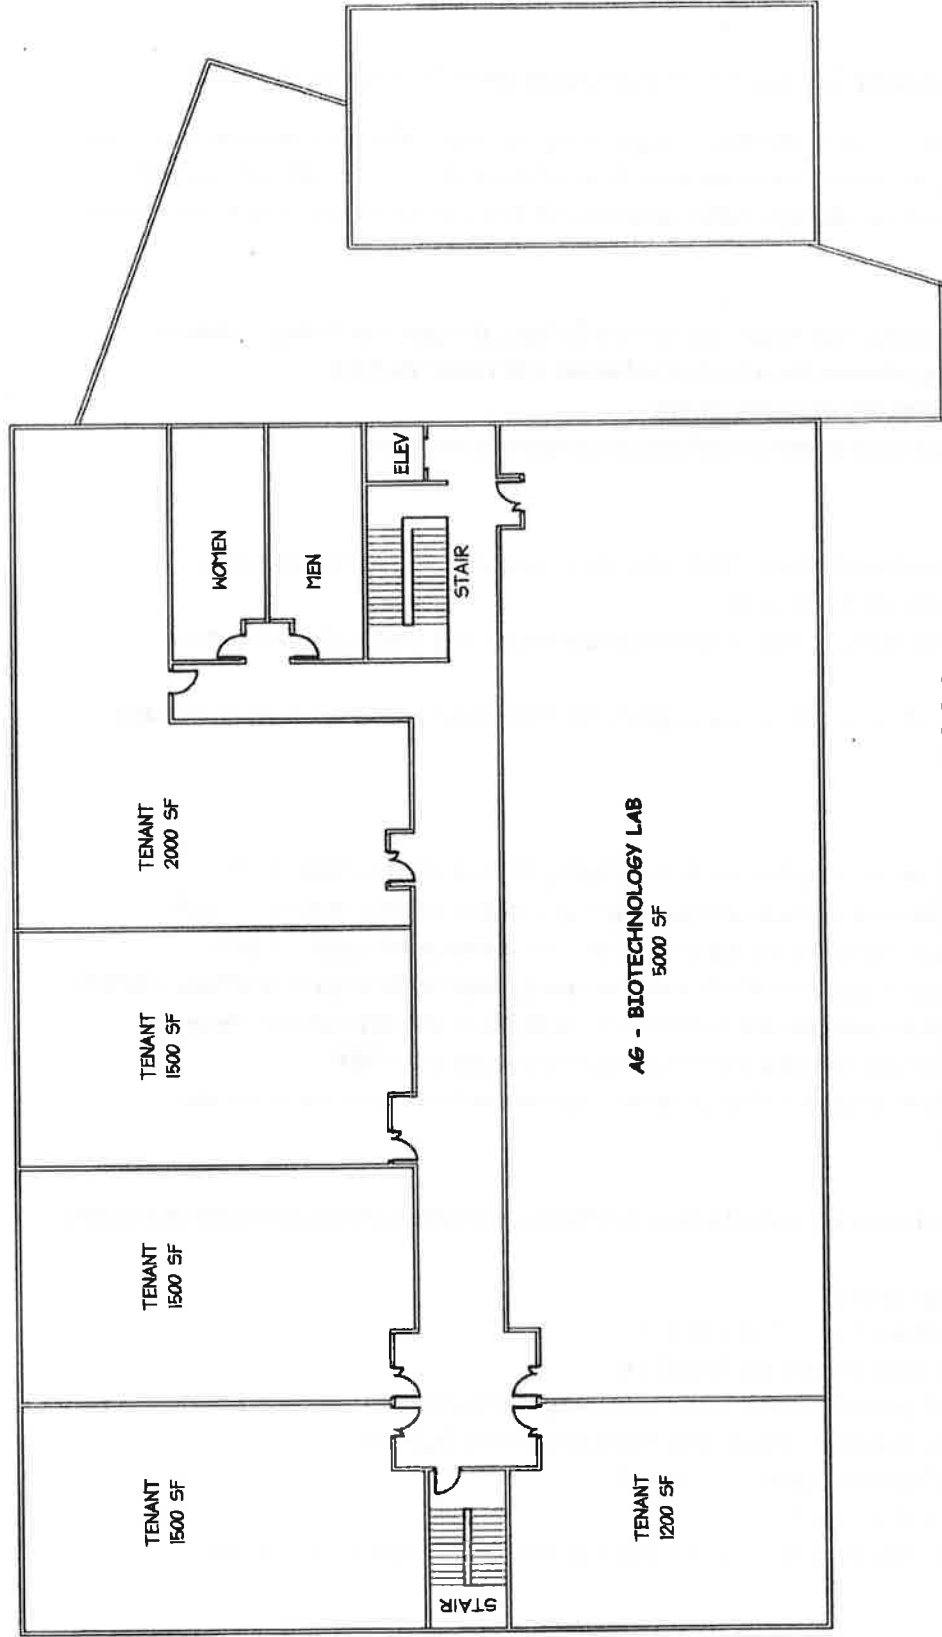 WOMEN
MEN
ELEV
STAIR
TENANT
2000 SF
TENANT
1500 SF
TENANT
1500 SF
TENANT
1500 SF
AG - BIOTECHNOLOGY LAB
5000 SF
TENANT
1200 SF
STAIR